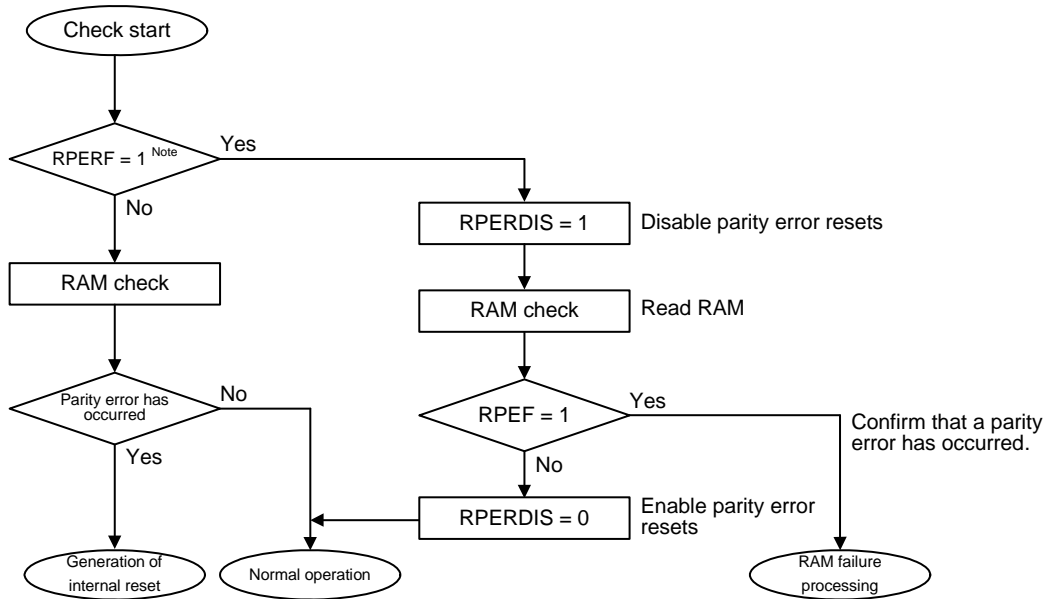 Check start
RPERF = 1 Note
Yes
No
RPERDIS = 1
Disable parity error resets
RAM check
RAM check
Read RAM
Parity error has
occurred
No
Yes
RPEF = 1
Yes
No
Confirm that a parity
error has occurred.
RPERDIS = 0
Enable parity error
resets
Generation of
internal reset
Normal operation
RAM failure
processing